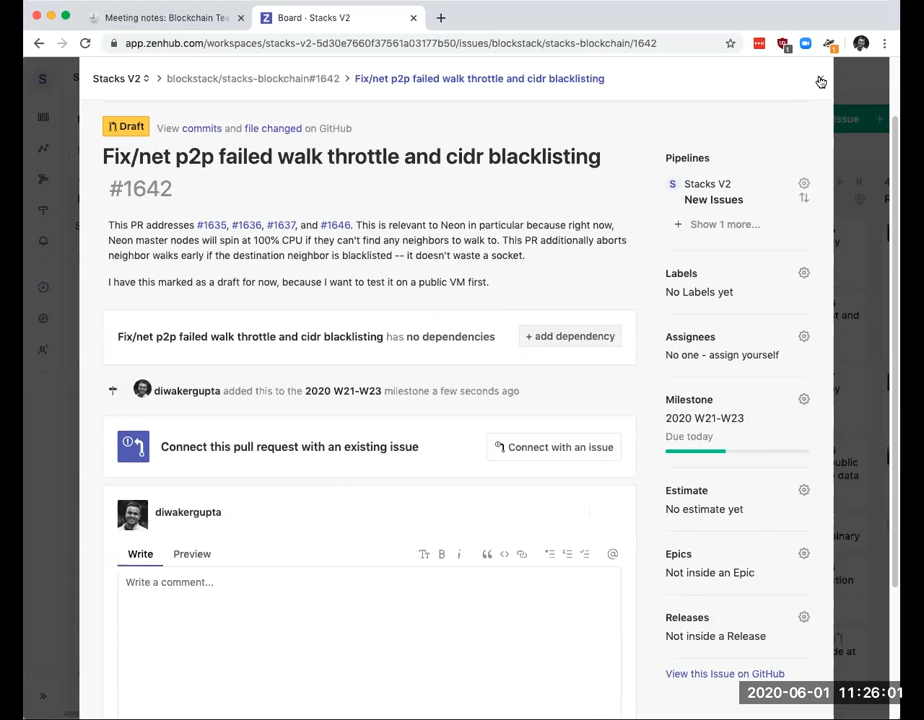 Meeting notes: Blockchain Tea
Board · Stacks V2
app.zenhub.com/workspaces/stacks-v2-5d30e7660f37561a03177b50/issues/blockstack/stacks-blockchain/1642
Stacks V2 blockstack/stacks-blockchain#1642 Fix/net p2p failed walk throttle and cidr blacklisting
Draft View commits and file changed on GitHub
Fix/net p2p failed walk throttle and cidr blacklisting
#1642
This PR addresses #1635, #1636, #1637, and #1646. This is relevant to Neon in particular because right now,
Neon master nodes will spin at 100% CPU if they can't find any neighbors to walk to. This PR additionally aborts
neighbor walks early if the destination neighbor is blacklisted -- it doesn't waste a socket.
I have this marked as a draft for now, because I want to test it on a public VM first.
Fix/net p2p failed walk throttle and cidr blacklisting has no dependencies
+ add dependency
diwakergupta added this to the 2020 W21-W23 milestone a few seconds ago
Connect this pull request with an existing issue
Connect with an issue
diwakergupta
Write Preview
Write a comment...
Pipelines
S Stacks V2
New Issues
+ Show 1 more...
Labels
No Labels yet
Assignees
No one - assign yourself
Milestone
2020 W21-W23
Due today
Estimate
No estimate yet
Epics
Not inside an Epic
Releases
Not inside a Release
View this Issue on GitHub
S
Issue +
st and
public
data
inary
ction
de at
2020-06-01 11:26:01